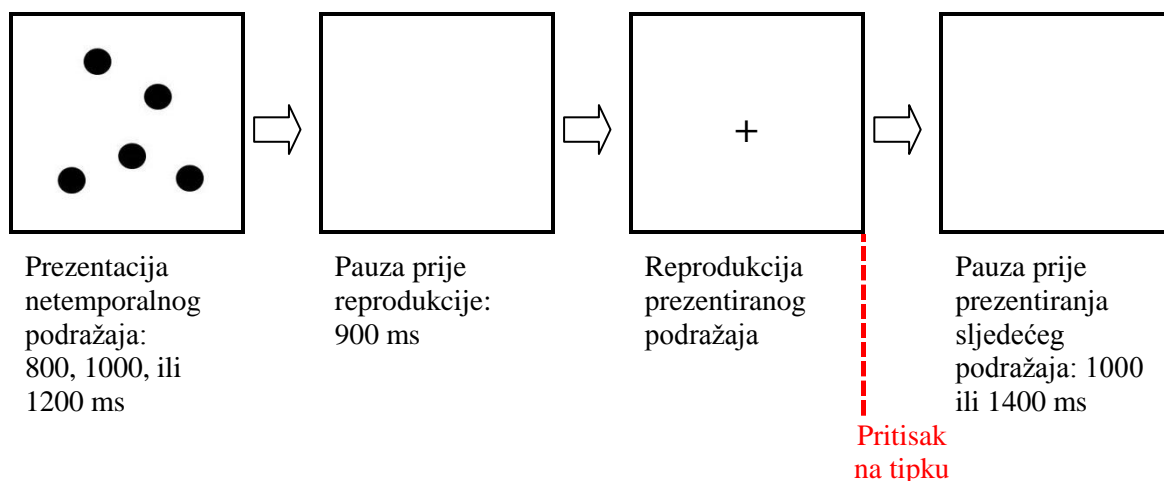 Prezentacija
netemporalnog
podražaja:
800, 1000, ili
1200 ms
Pauza prije
reprodukcije:
900 ms
Reprodukcija
prezentiranog
podražaja
Pauza prije
prezentiranja
sljedećeg
podražaja: 1000
ili 1400 ms
Pritisak
na tipku